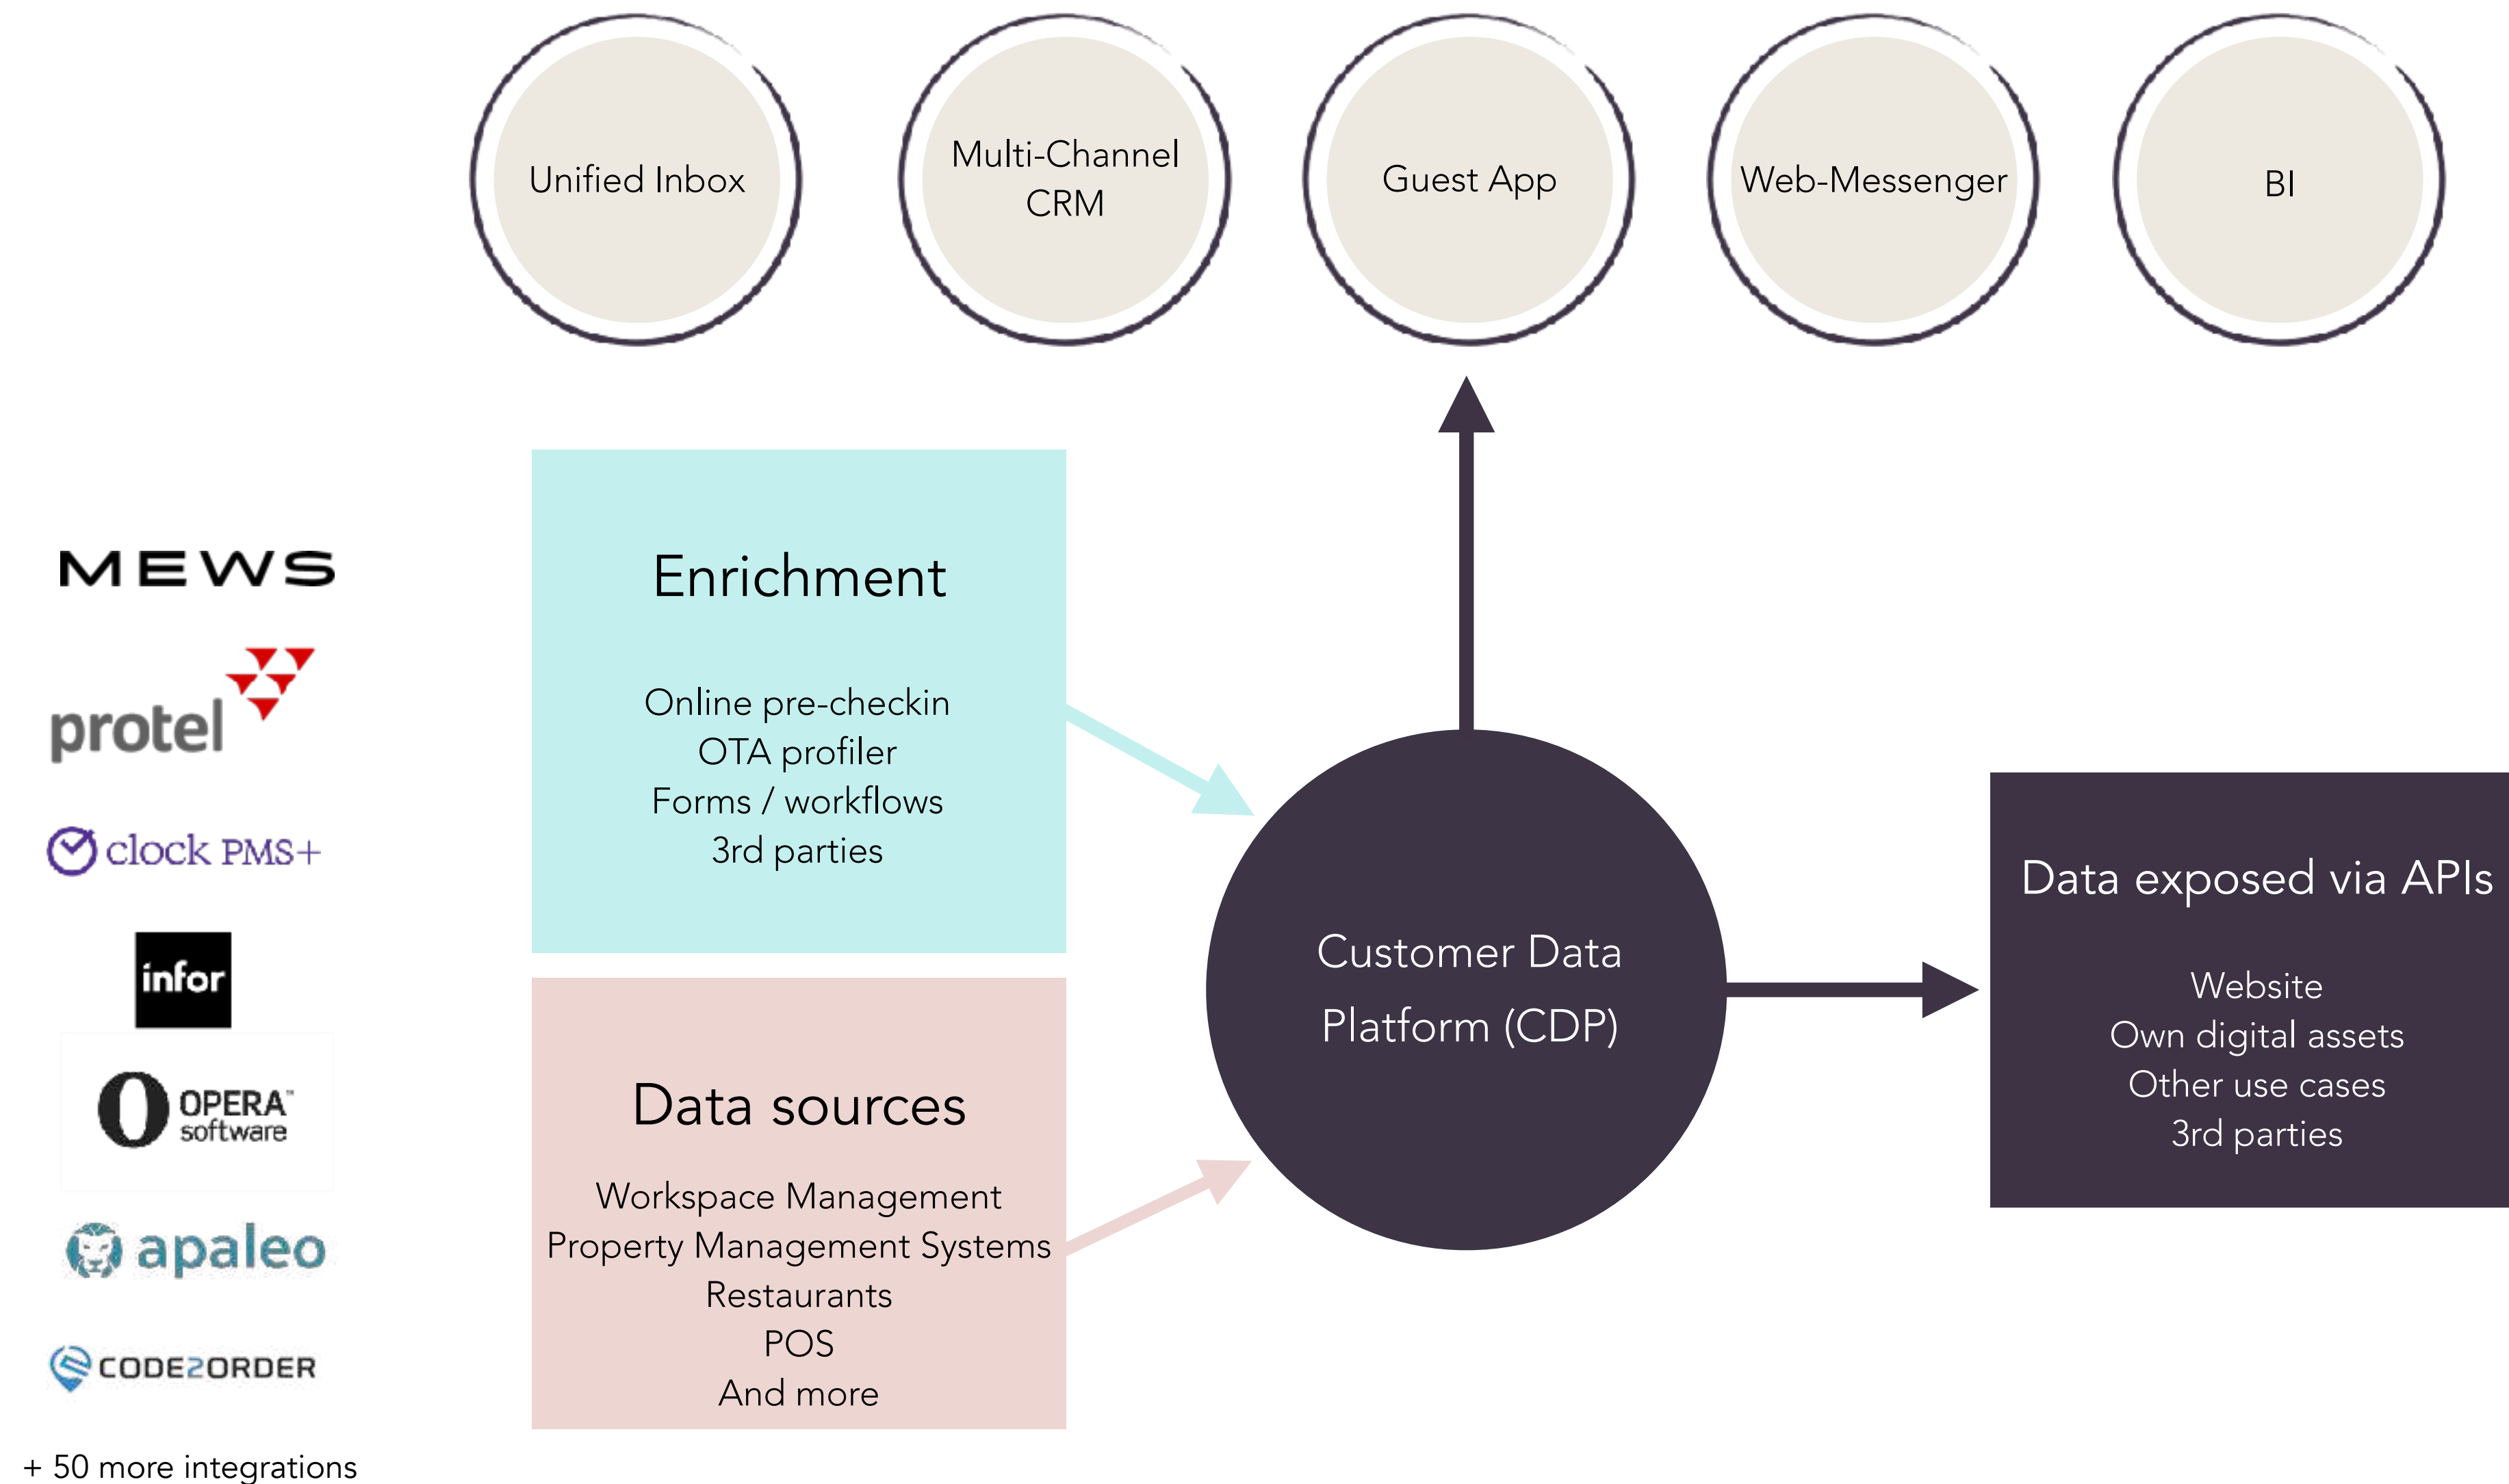 Unified Inbox
Multi-Channel
CRM
Guest App
Web-Messenger
BI
MEWS
protel
clock PMS+
infor
OPERA™
software
apaleo
CODE2ORDER
+ 50 more integrations
Enrichment
Online pre-checkin
OTA profiler
Forms / workflows
3rd parties
Data sources
Workspace Management
Property Management Systems
Restaurants
POS
And more
Customer Data
Platform (CDP)
Data exposed via APIs
Website
Own digital assets
Other use cases
3rd parties